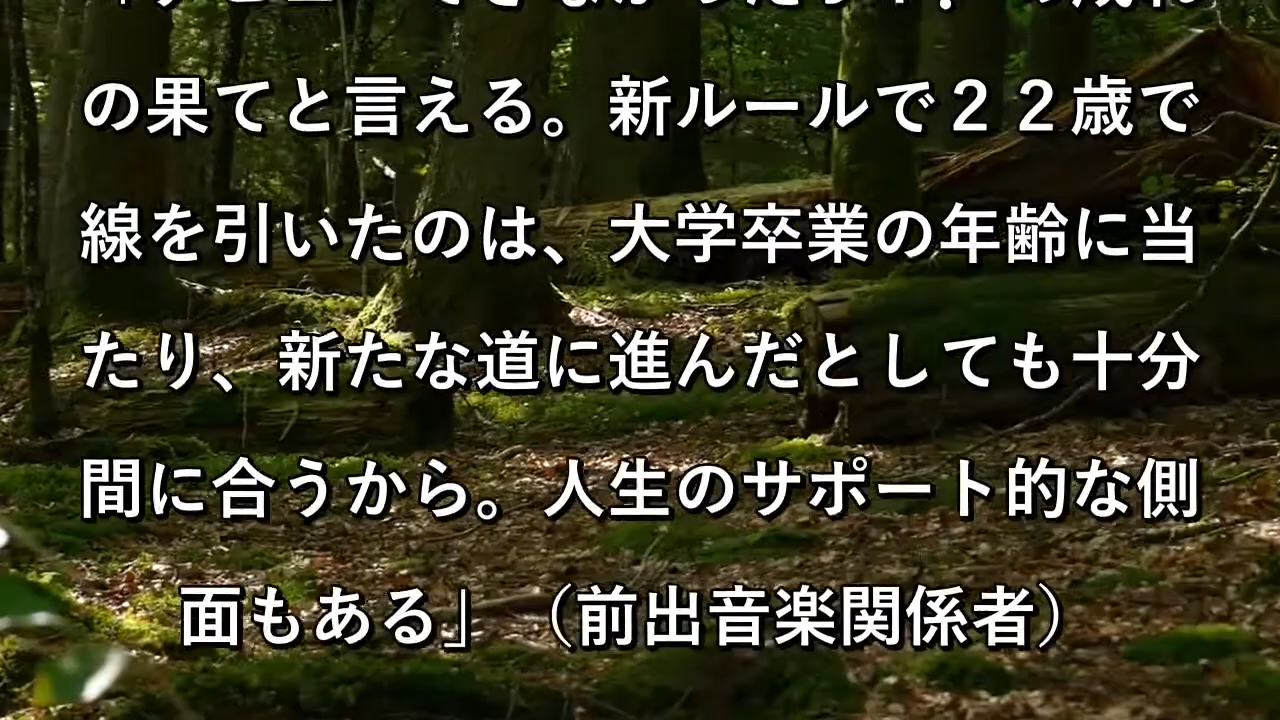 の果てと言える。新ルールで２２歳で
線を引いたのは、大学卒業の年齢に当
たり、新たな道に進んだとしても十分
間に合うから。人生のサポート的な側
面もある」（前出音楽関係者）